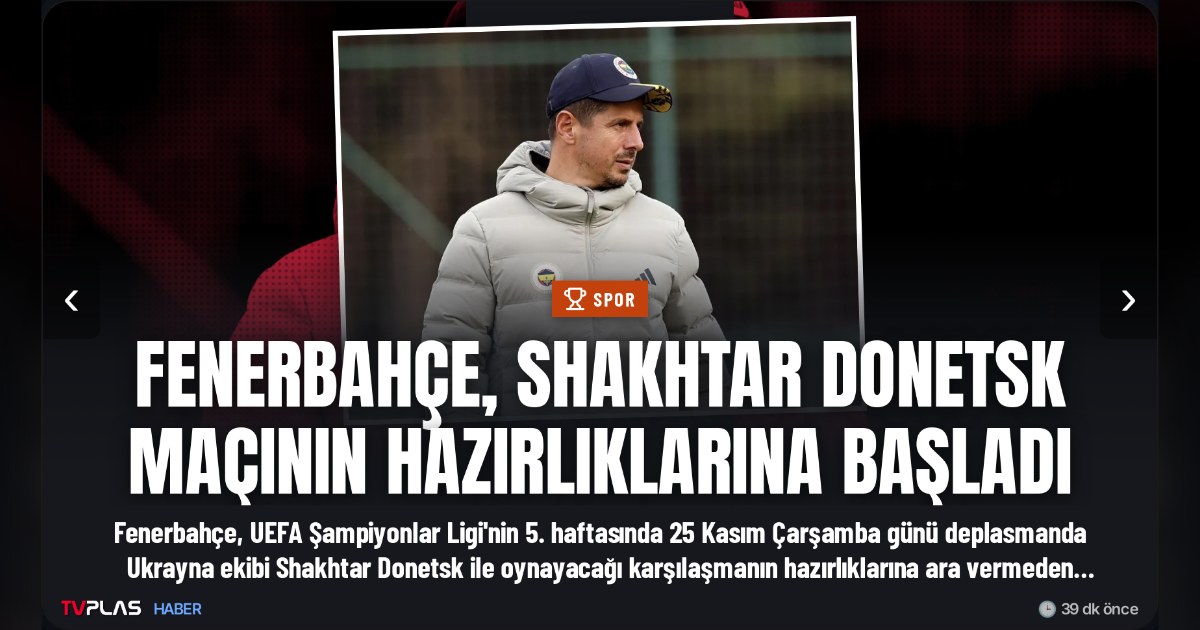 SPOR
FENERBAHÇE, SHAKHTAR DONETSK
MAÇININ HAZIRLIKLARINA BAŞLADI
Fenerbahçe, UEFA Şampiyonlar Ligi'nin 5. haftasında 25 Kasım Çarşamba günü deplasmanda
Ukrayna ekibi Shakhtar Donetsk ile oynayacağı karşılaşmanın hazırlıklarına ara vermeden...
TVPLAS HABER
39 dk önce